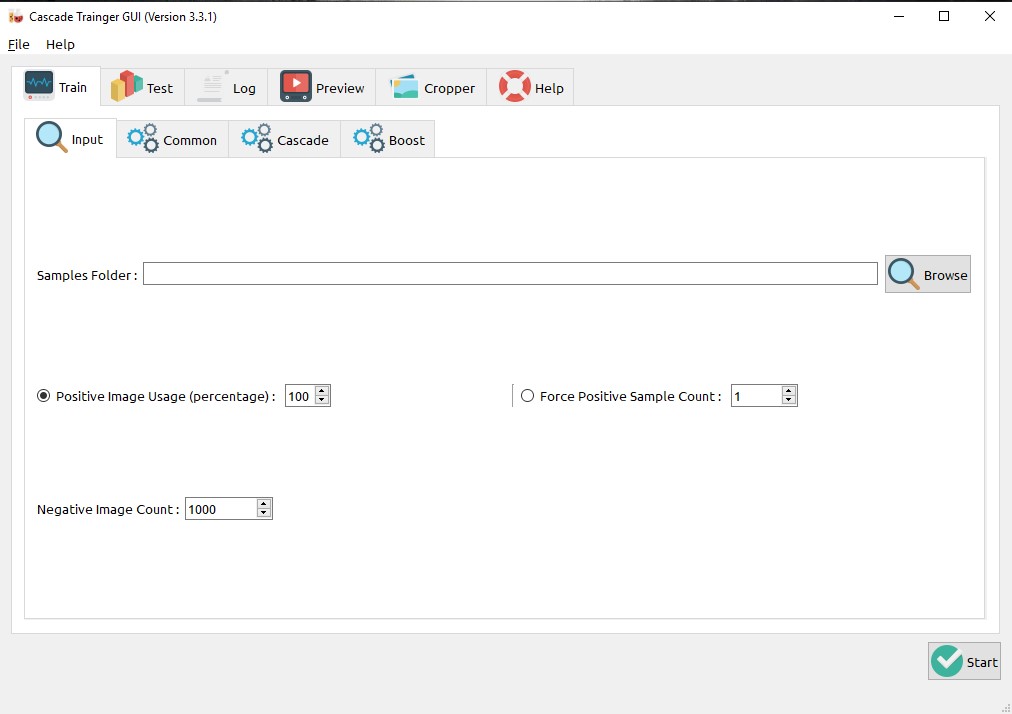 Cascade Trainger GUI (Version 3.3.1)
File Help
Train Test Log Preview Cropper Help
Input Common Cascade Boost
Samples Folder : Browse
Positive Image Usage (percentage) : 100 Force Positive Sample Count : 1
Negative Image Count : 1000
Start